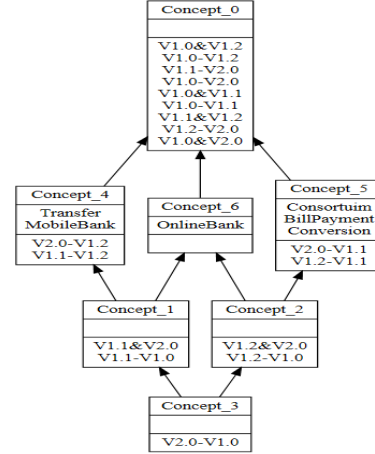 Concept_0
V1.0&V1.2
V1.0-V1.2
V1.1-V2.0
V1.0-V2.0
V1.0&V1.1
V1.0-V1.1
V1.1&V1.2
V1.2-V2.0
V1.0&V2.0
Concept_4
Transfer
MobileBank
V2.0-V1.2
V1.1-V1.2
Concept_6
OnlineBank
Concept_5
Consortuim
BillPayment
Conversion
V2.0-V1.1
V1.2-V1.1
Concept_1
V1.1&V2.0
V1.1-V1.0
Concept_2
V1.2&V2.0
V1.2-V1.0
Concept_3
V2.0-V1.0